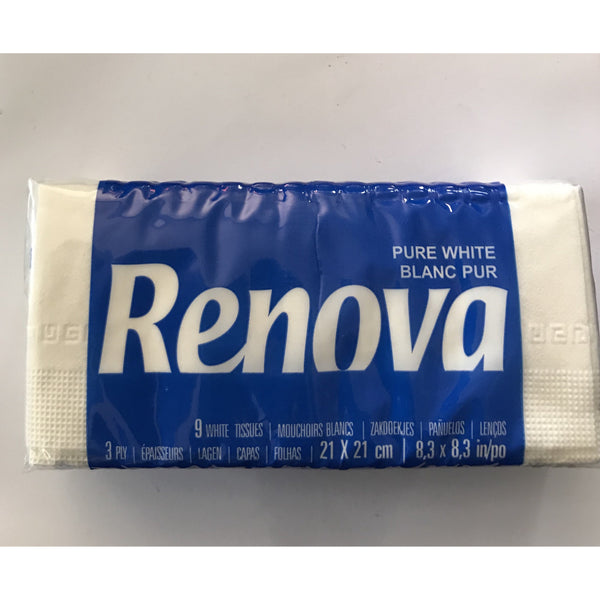 PURE WHITE
BLANC PUR
Renova
9 WHITE TISSUES | MOUCHOIRS BLANCS | ZAKDOEKJES | PAÑUELOS | LENÇOS
3 PLY | ÉPAISSEURS | LAGEN | CAPAS | FOLHAS | 21 X 21 cm | 8,3 x 8,3 in/po